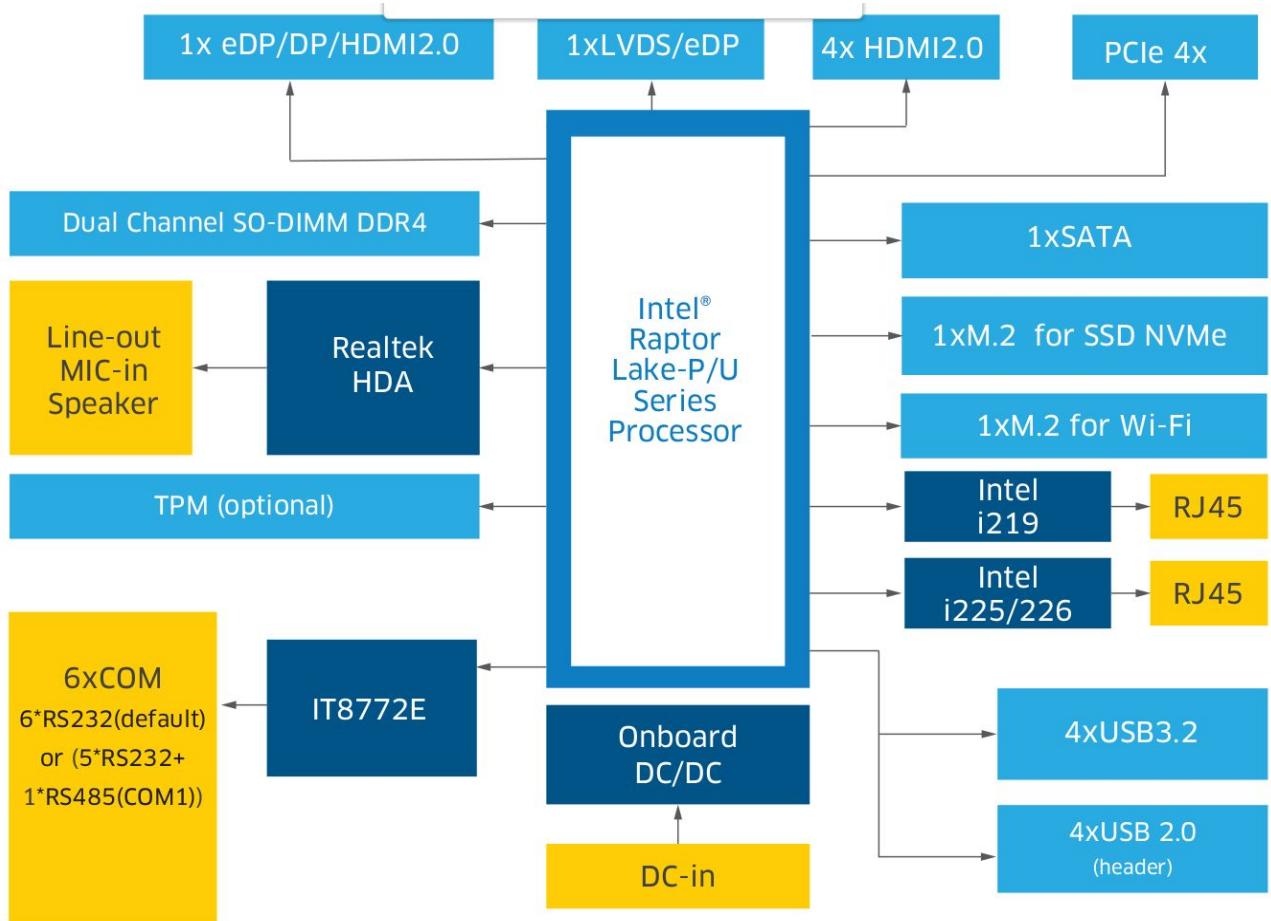 1x eDP/DP/HDMI2.0
1xLVDS/eDP
4x HDMI2.0
PCIe 4x
Dual Channel SO-DIMM DDR4
1xSATA
Line-out
MIC-in
Speaker
Realtek
HDA
Intel®
Raptor
Lake-P/U
Series
Processor
1xM.2 for SSD NVMe
1xM.2 for Wi-Fi
TPM (optional)
Intel
i219
RJ45
Intel
i225/226
RJ45
6xCOM
6*RS232(default)
or (5*RS232+
1*RS485(COM1))
IT8772E
Onboard
DC/DC
4xUSB3.2
DC-in
4xUSB 2.0
(header)